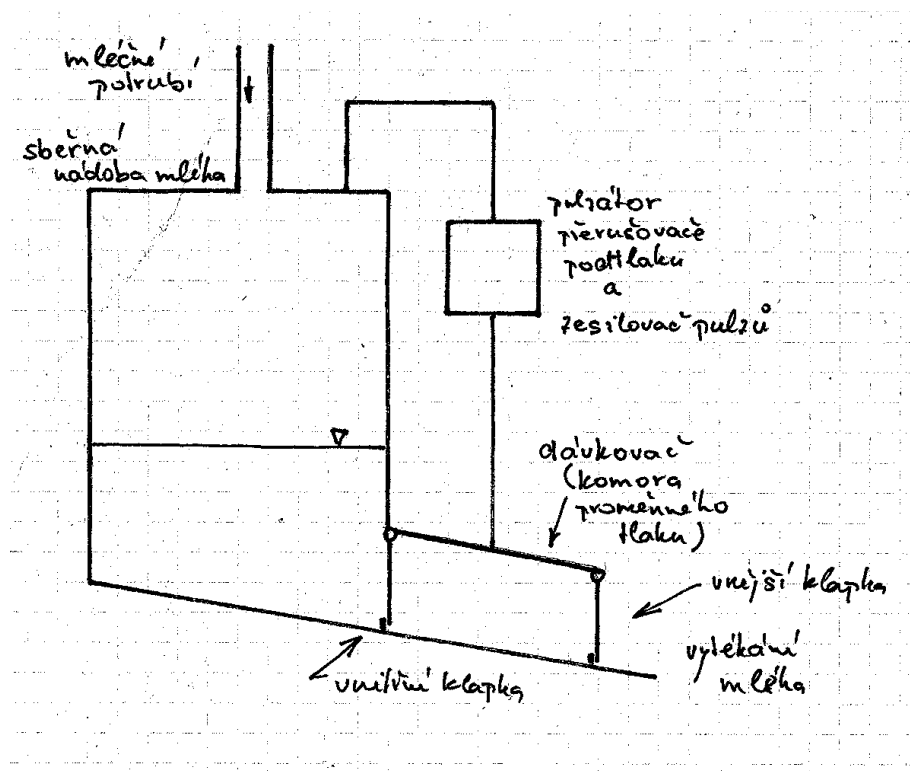 mléčné
potrubí
sběrná
nádoba mléka
pulzátor
přerušovače
podtlaku
a
zesilovač pulzů
dávkovač
(komora
proměnného
tlaku)
vnější klapka
vytékání
mléka
vnitřní klapka